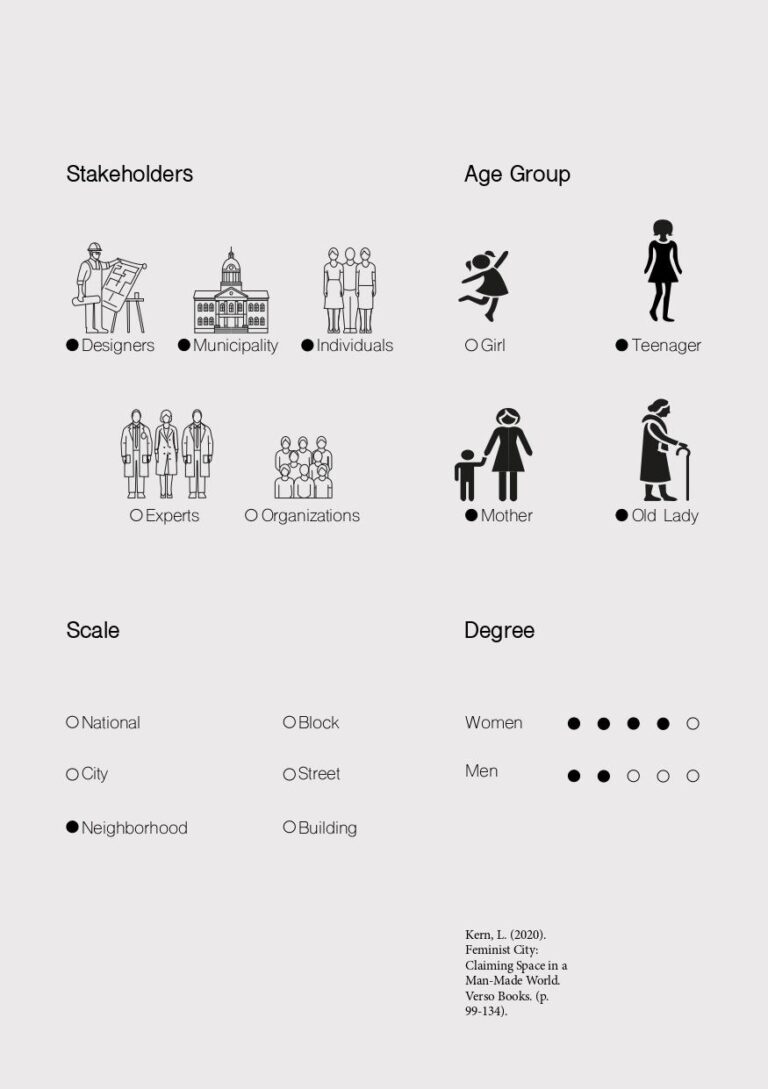 Stakeholders
Designers
Municipality
Individuals
Experts
Organizations
Age Group
Girl
Teenager
Mother
Old Lady
Scale
National
Block
City
Street
Neighborhood
Building
Degree
Women
Men
Kern, L. (2020).
Feminist City:
Claiming Space in a
Man-Made World.
Verso Books. (p.
99-134).